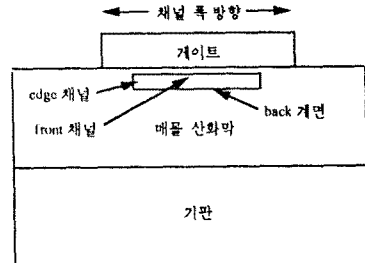 채널 폭 방향
게이트
edge 채널
front 채널
back 계면
매몰 산화막
기판